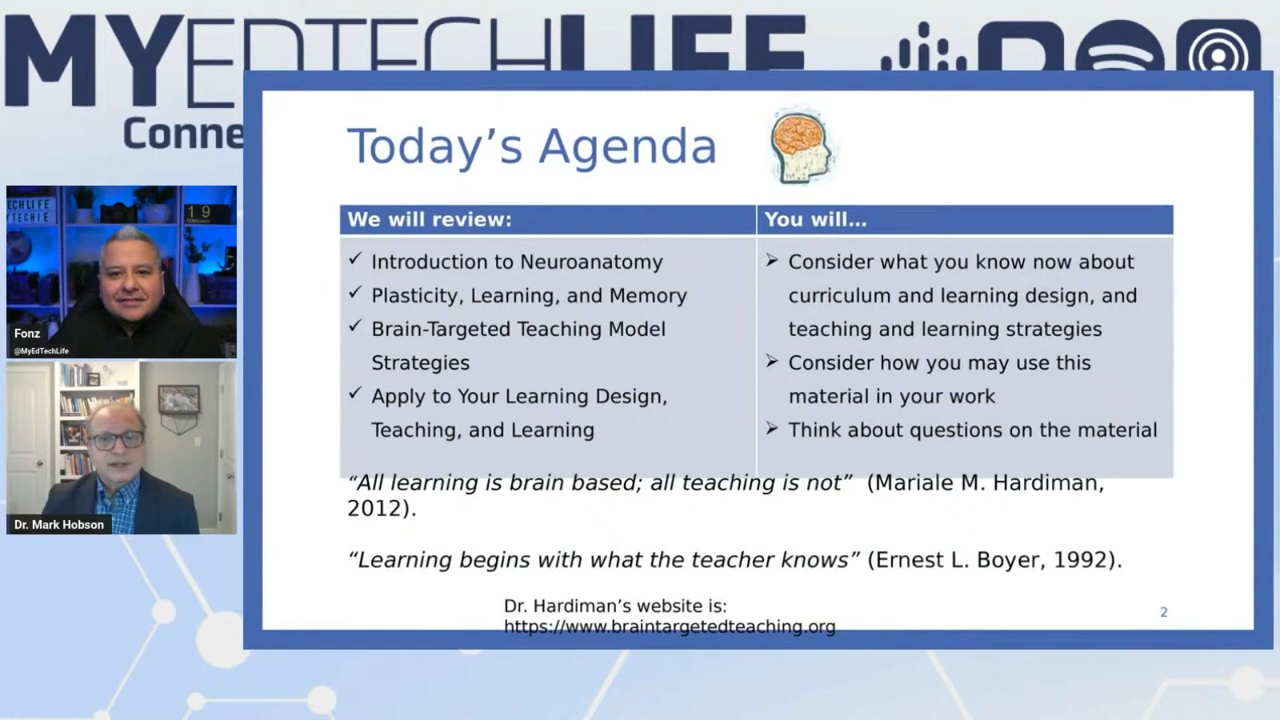 MYEDTECHLIFE
Conne
TECHLIFE
YTECHIE
19
FEBRUARY
Fonz
@MyEdTechLife
Dr. Mark Hobson
Today’s Agenda
We will review:
You will…
✓ Introduction to Neuroanatomy
✓ Plasticity, Learning, and Memory
✓ Brain-Targeted Teaching Model
Strategies
✓ Apply to Your Learning Design,
Teaching, and Learning
➢ Consider what you know now about
curriculum and learning design, and
teaching and learning strategies
➢ Consider how you may use this
material in your work
➢ Think about questions on the material
“All learning is brain based; all teaching is not” (Mariale M. Hardiman,
2012).
“Learning begins with what the teacher knows” (Ernest L. Boyer, 1992).
Dr. Hardiman’s website is:
https://www.braintargetedteaching.org
2